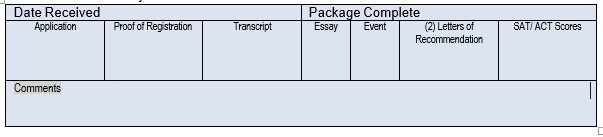 Date Received Package Complete
Application Proof of Registration Transcript Essay Event (2) Letters of SAT/ ACT Scores
Recommendation
Comments